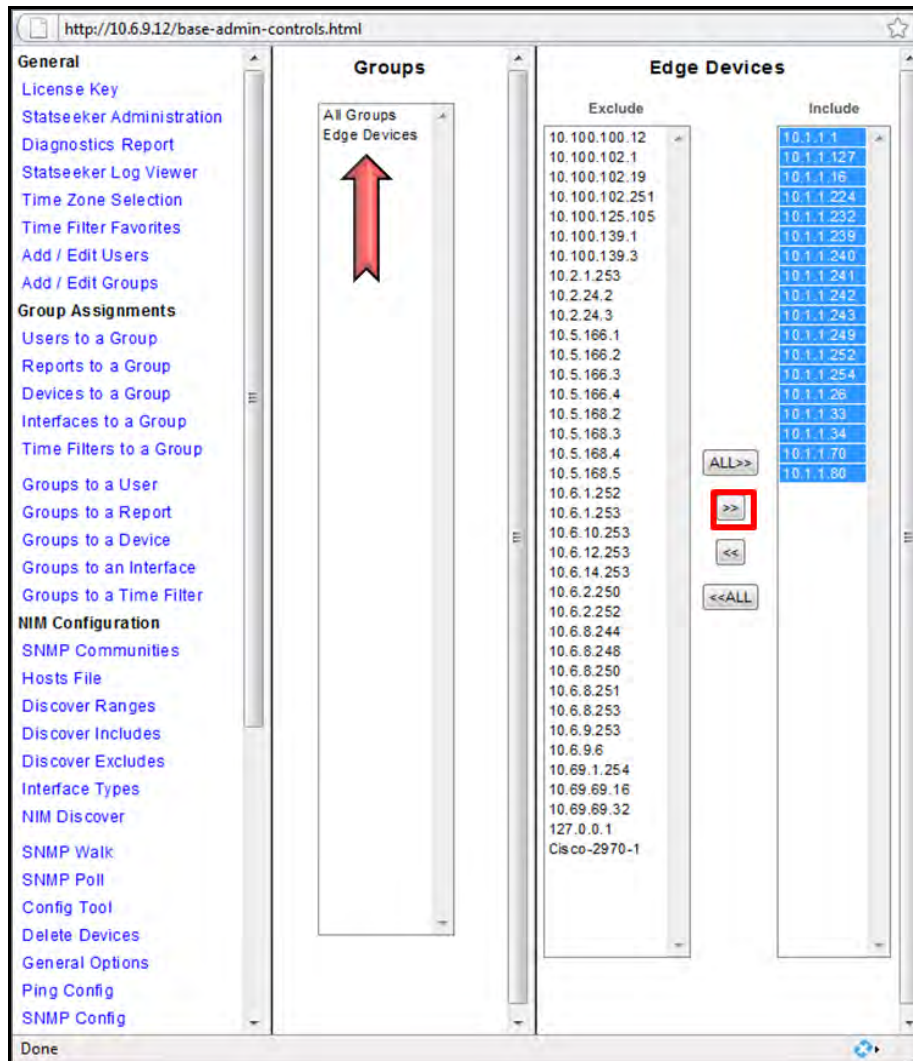 http://10.6.9.12/base-admin-controls.html
General
License Key
Statseeker Administration
Diagnostics Report
Statseeker Log Viewer
Time Zone Selection
Time Filter Favorites
Add / Edit Users
Add / Edit Groups
Group Assignments
Users to a Group
Reports to a Group
Devices to a Group
Interfaces to a Group
Time Filters to a Group
Groups to a User
Groups to a Report
Groups to a Device
Groups to an Interface
Groups to a Time Filter
NIM Configuration
SNMP Communities
Hosts File
Discover Ranges
Discover Includes
Discover Excludes
Interface Types
NIM Discover
SNMP Walk
SNMP Poll
Config Tool
Delete Devices
General Options
Ping Config
SNMP Config
Groups
All Groups
Edge Devices
Edge Devices
Exclude
10.100.100.12
10.100.102.1
10.100.102.19
10.100.102.251
10.100.125.105
10.100.139.1
10.100.139.3
10.2.1.253
10.2.24.2
10.2.24.3
10.5.166.1
10.5.166.2
10.5.166.3
10.5.166.4
10.5.168.2
10.5.168.3
10.5.168.4
10.5.168.5
10.6.1.252
10.6.1.253
10.6.10.253
10.6.12.253
10.6.14.253
10.6.2.250
10.6.2.252
10.6.8.244
10.6.8.248
10.6.8.250
10.6.8.251
10.6.8.253
10.6.9.253
10.6.9.6
10.69.1.254
10.69.69.16
10.69.69.32
127.0.0.1
Cisco-2970-1
ALL>>
>>
<<
<<ALL
Include
10.1.1.1
10.1.1.127
10.1.1.16
10.1.1.224
10.1.1.232
10.1.1.239
10.1.1.240
10.1.1.241
10.1.1.242
10.1.1.243
10.1.1.249
10.1.1.252
10.1.1.254
10.1.1.26
10.1.1.33
10.1.1.34
10.1.1.70
10.1.1.80
Done